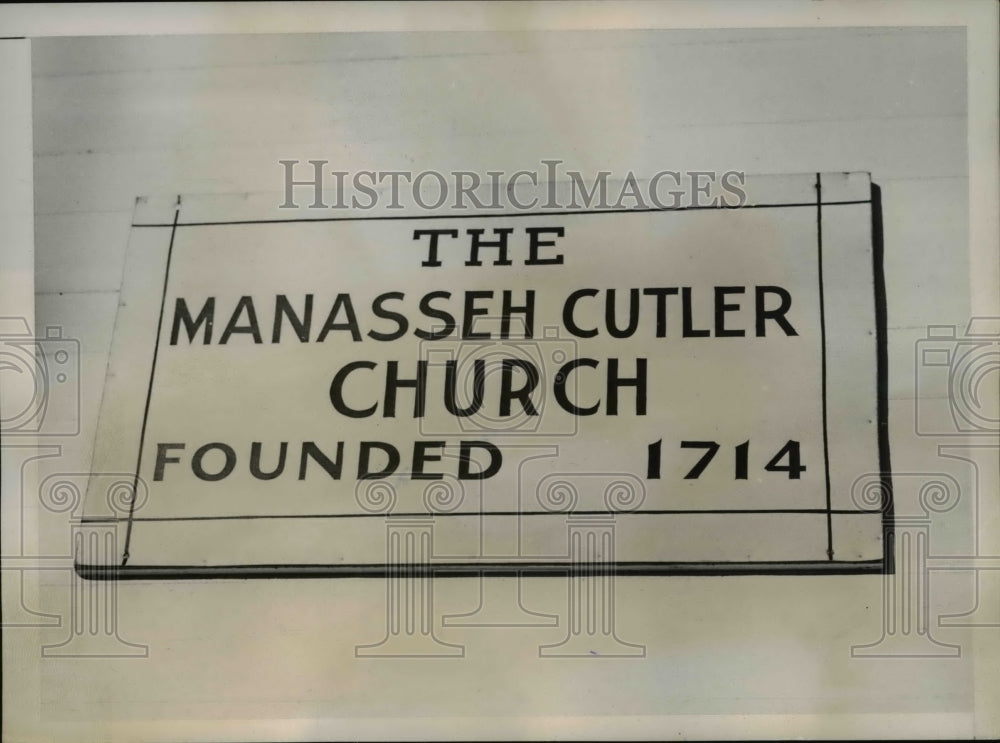 HISTORICIMAGES
THE
MANASSEH CUTLER
CHURCH
FOUNDED 1714